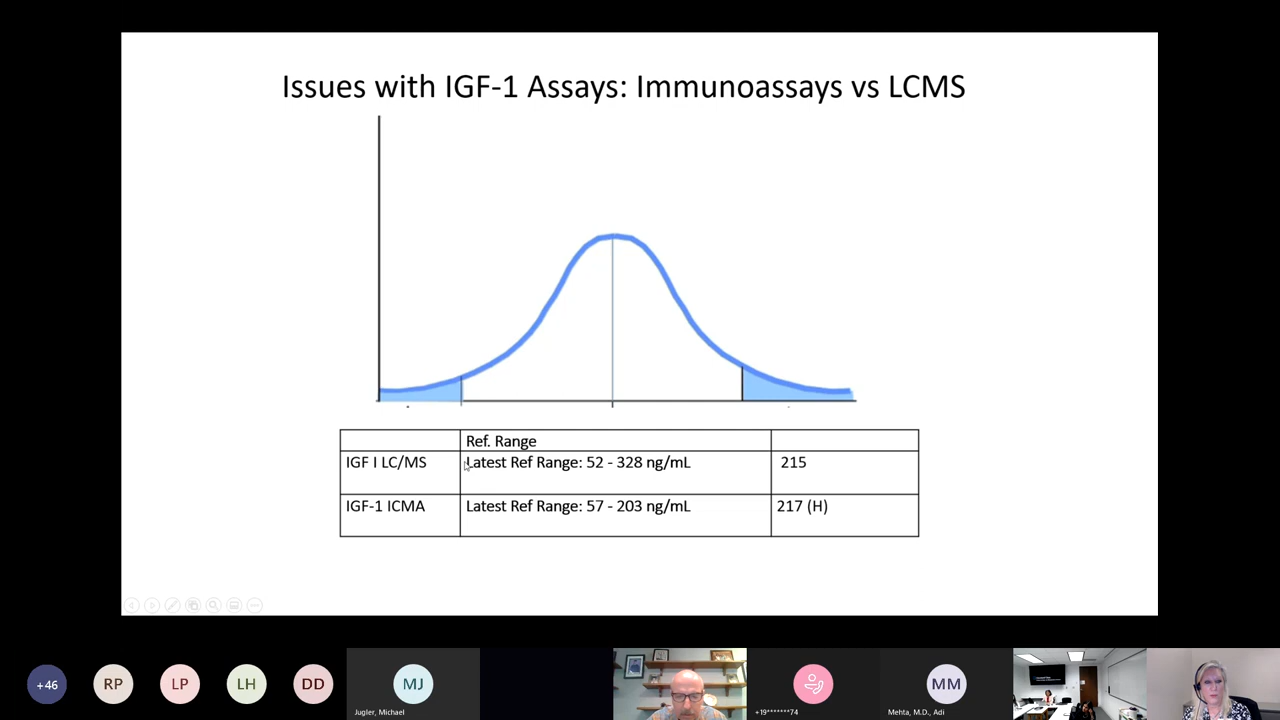 Issues with IGF-1 Assays: Immunoassays vs LCMS
Ref. Range
IGF I LC/MS Latest Ref Range: 52 - 328 ng/mL 215
IGF-1 ICMA Latest Ref Range: 57 - 203 ng/mL 217 (H)
+46
RP
LP
LH
DD
MJ
MM
Jugler, Michael
+19*******74
Mehta, M.D., Adi